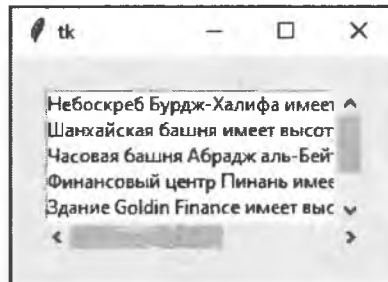 tk
Небоскреб Бурдж-Халифа имеет
Шанхайская башня имеет высот
Часовая башня Абрадж аль-Бей
Финансовый центр Пинань имее
Здание Goldin Finance имеет выс